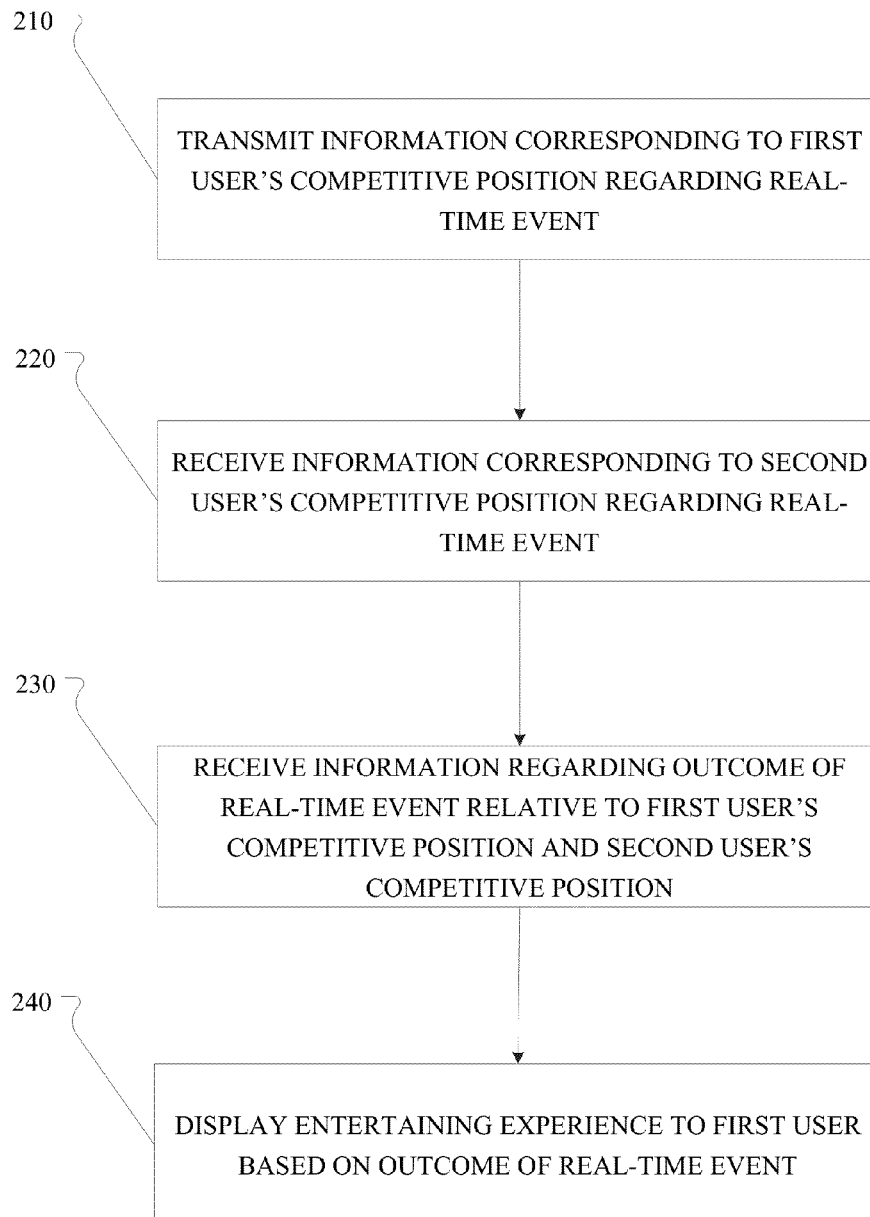 210
TRANSMIT INFORMATION CORRESPONDING TO FIRST
USER’S COMPETITIVE POSITION REGARDING REAL-
TIME EVENT
220
RECEIVE INFORMATION CORRESPONDING TO SECOND
USER’S COMPETITIVE POSITION REGARDING REAL-
TIME EVENT
230
RECEIVE INFORMATION REGARDING OUTCOME OF
REAL-TIME EVENT RELATIVE TO FIRST USER’S
COMPETITIVE POSITION AND SECOND USER’S
COMPETITIVE POSITION
240
DISPLAY ENTERTAINING EXPERIENCE TO FIRST USER
BASED ON OUTCOME OF REAL-TIME EVENT